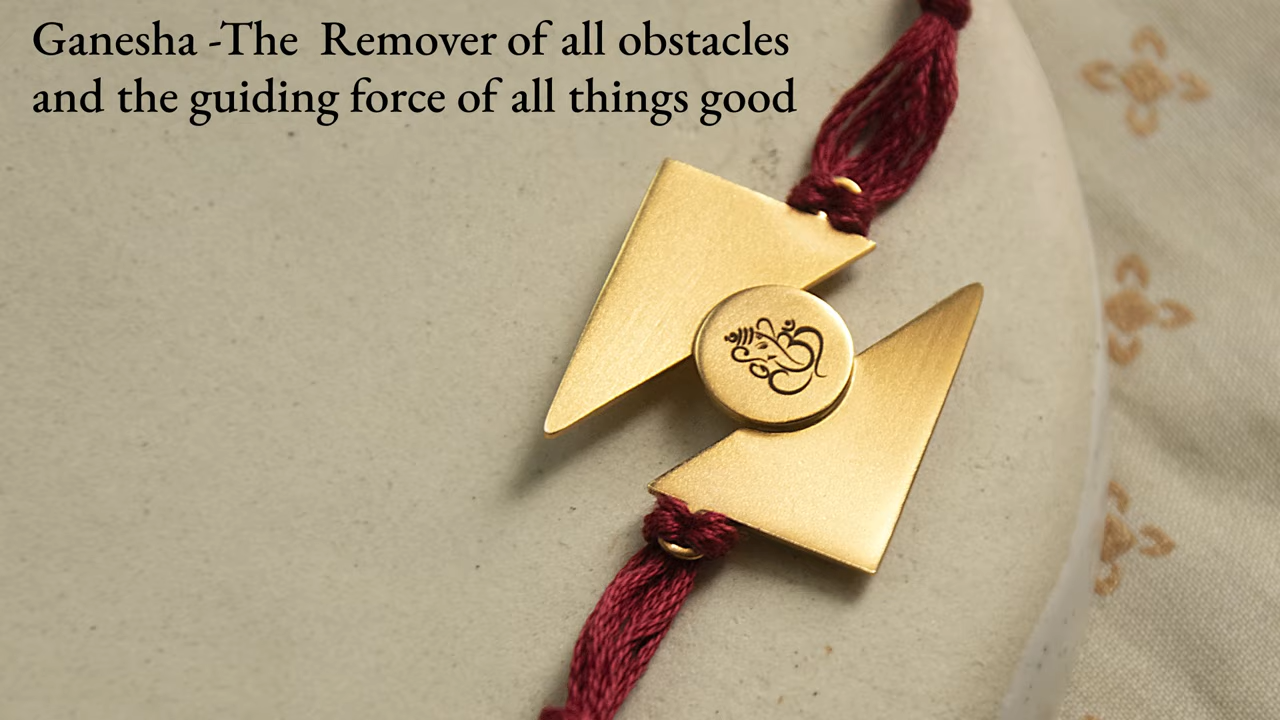 Ganesha -The  Remover of all obstacles
and the guiding force of all things good